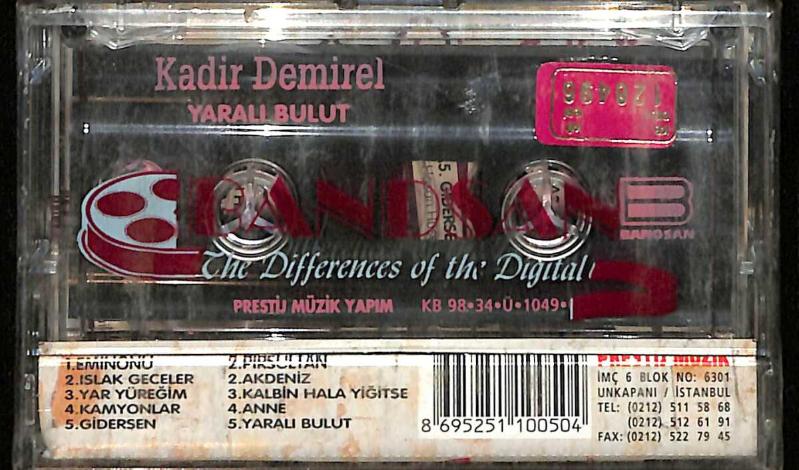 Kadir Demirel
YARALI BULUT
128496
BANDSAN
BANDSAN
5. GİDERSE
The Differences of the Digital
PRESTİJ MÜZİK YAPIM KB 98•34•Ü•1049•
1.EMİNÖNÜ
2.ISLAK GECELER
3.YAR YÜREĞİM
4.KAMYONLAR
5.GİDERSEN
PİRSULTAN
2.AKDENİZ
3.KALBİN HALA YİĞİTSE
4.ANNE
5.YARALI BULUT
8 695251 100504
PRESTİJ MÜZİK
İMÇ 6 BLOK NO: 6301
UNKAPANI / İSTANBUL
TEL: (0212) 511 58 68
(0212) 512 61 91
FAX: (0212) 522 79 45